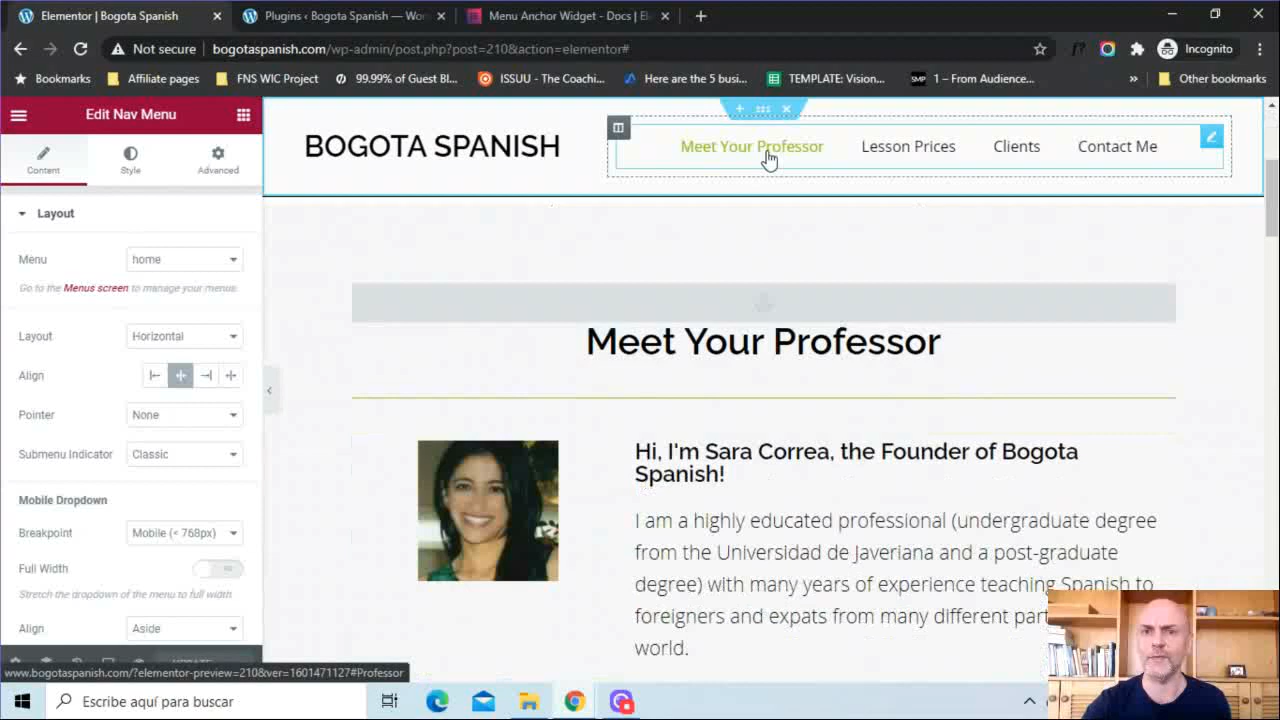 Elementor | Bogota Spanish
Plugins ‹ Bogota Spanish — Wor
Menu Anchor Widget - Docs | Ele
Not secure
bogotaspanish.com/wp-admin/post.php?post=210&action=elementor#
Incognito
Bookmarks
Affiliate pages
FNS WIC Project
99.99% of Guest Bl...
ISSUU - The Coachi...
Here are the 5 busi...
TEMPLATE: Vision...
SMP
1 – From Audience...
»
Other bookmarks
Edit Nav Menu
Content
Style
Advanced
Layout
Menu
home
Go to the Menus screen to manage your menus.
Layout
Horizontal
Align
Pointer
None
Submenu Indicator
Classic
Mobile Dropdown
Breakpoint
Mobile (< 768px)
Full Width
Stretch the dropdown of the menu to full width.
Align
Aside
BOGOTA SPANISH
Meet Your Professor
Lesson Prices
Clients
Contact Me
Meet Your Professor
Hi, I'm Sara Correa, the Founder of Bogota
Spanish!
I am a highly educated professional (undergraduate degree
from the Universidad de Javeriana and a post-graduate
degree) with many years of experience teaching Spanish to
foreigners and expats from many different par
world.
www.bogotaspanish.com/?elementor-preview=210&ver=1601471127#Professor
Escribe aquí para buscar